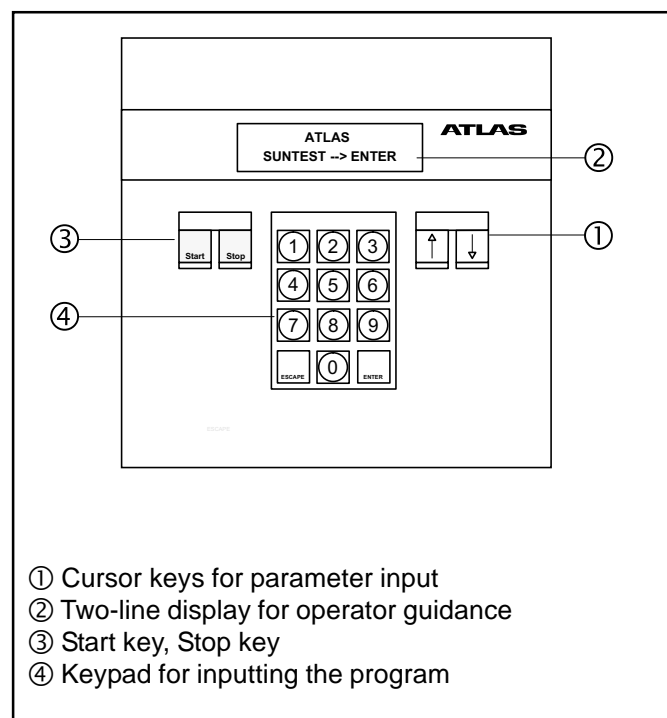 ATLAS
ATLAS
SUNTEST --> ENTER
②
③
①
Start Stop
1 2 3
4 5 6
④
7 8 9
ESCAPE 0 ENTER
ESCAPE
① Cursor keys for parameter input
② Two-line display for operator guidance
③ Start key, Stop key
④ Keypad for inputting the program